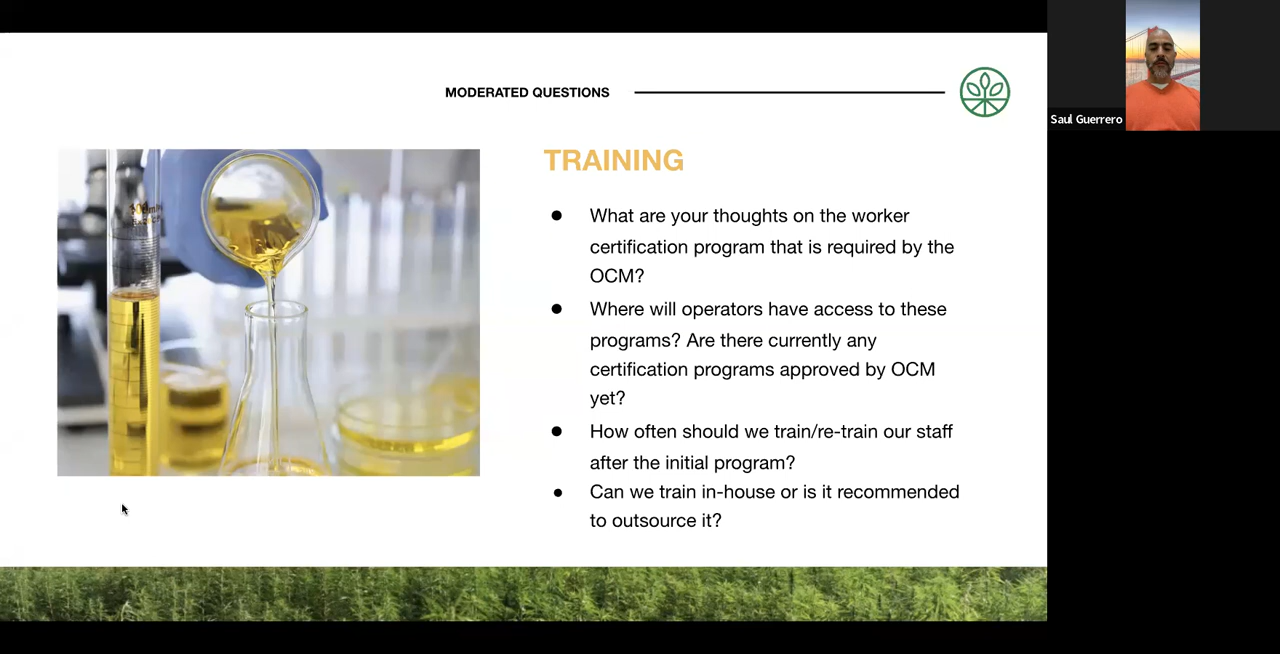 MODERATED QUESTIONS
Saul Guerrero
TRAINING
● What are your thoughts on the worker
certification program that is required by the
OCM?
● Where will operators have access to these
programs? Are there currently any
certification programs approved by OCM
yet?
● How often should we train/re-train our staff
after the initial program?
● Can we train in-house or is it recommended
to outsource it?